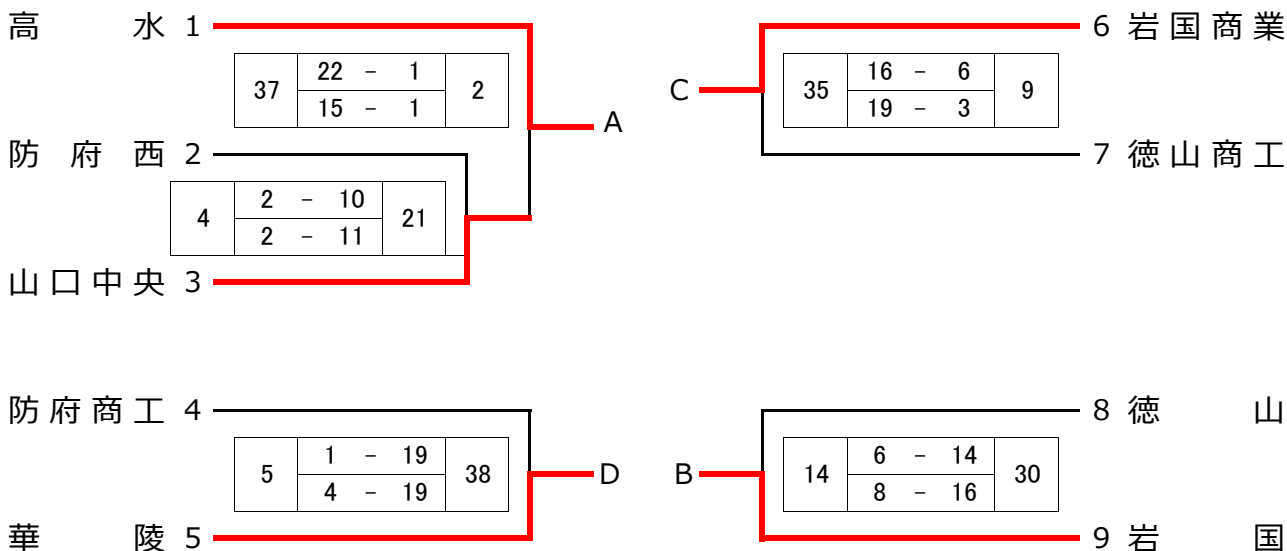 高 水 1
6 岩国商業
37 22 - 1 2
15 - 1
C
35 16 - 6 9
19 - 3
A
防府西 2
7 徳山商工
4 2 - 10 21
2 - 11
山口中央 3
防府商工 4
8 徳 山
5 1 - 19 38
4 - 19
D
B
14 6 - 14 30
8 - 16
華 陵 5
9 岩 国